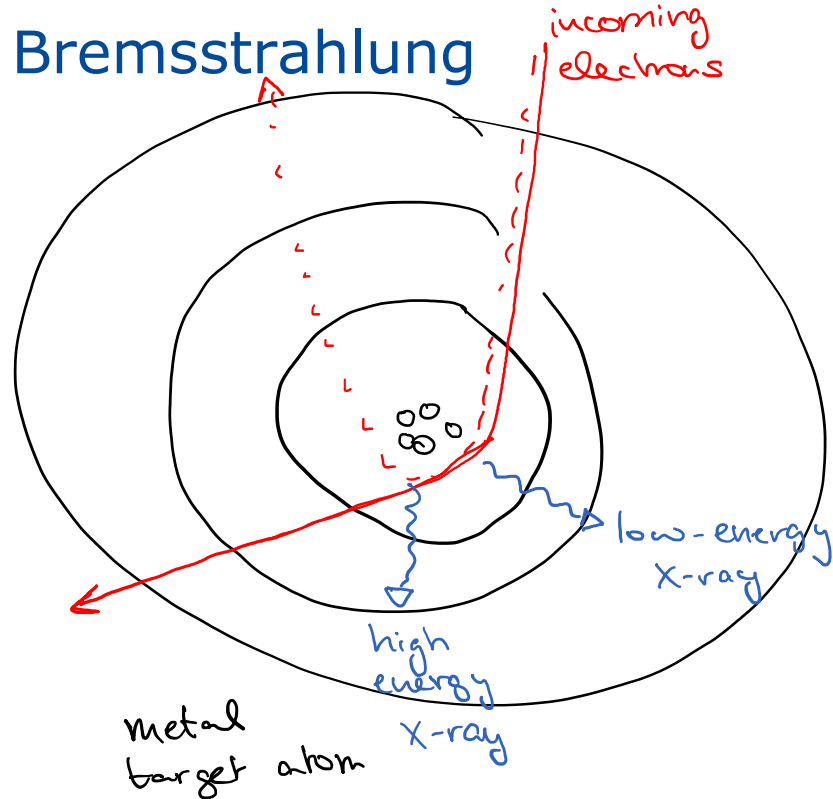 Bremsstrahlung
incoming
electrons
low-energy
X-ray
high
energy
X-ray
metal
target atom